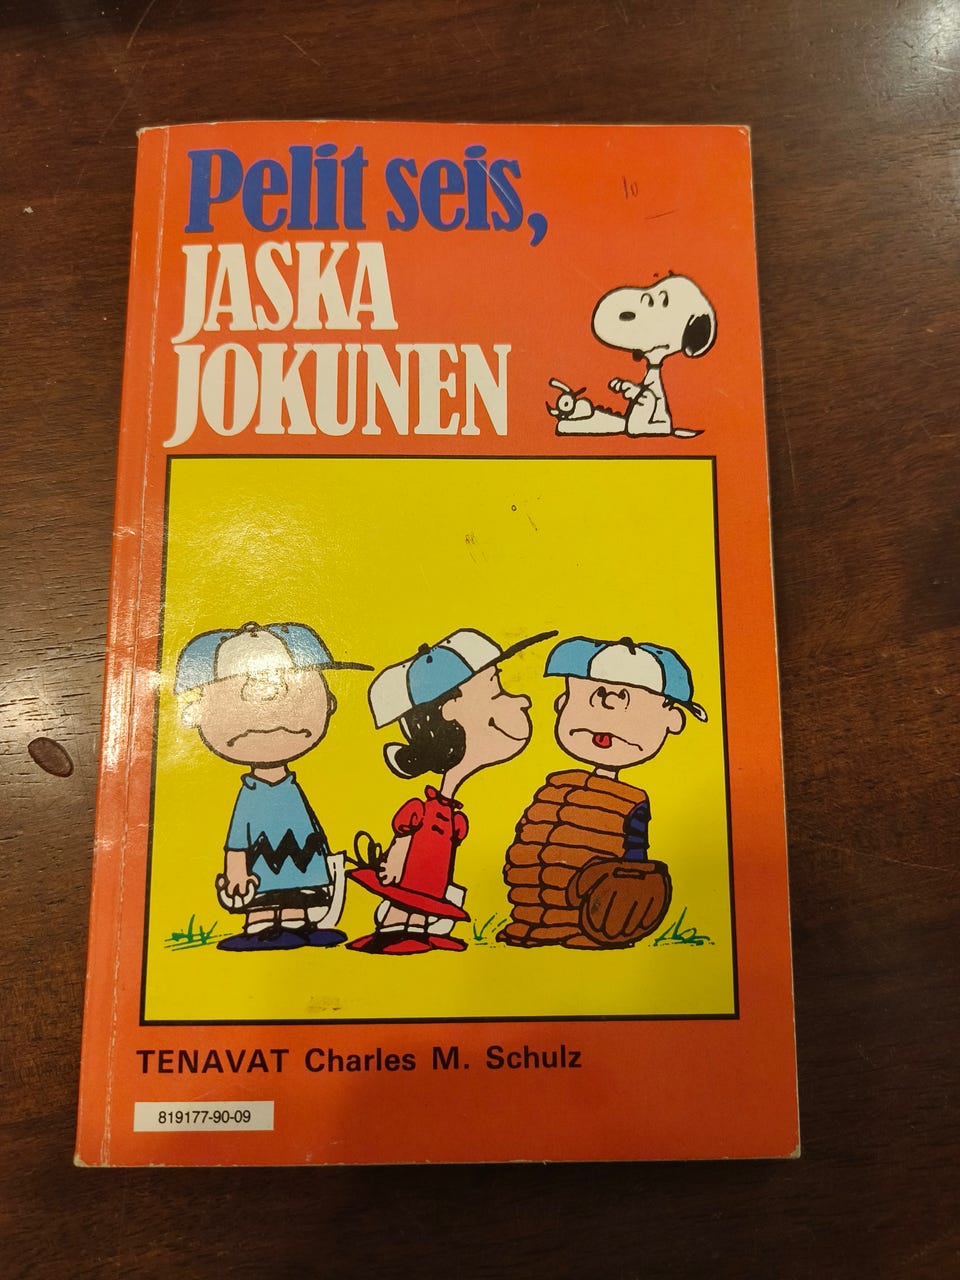 Pelit seis,
JASKA
JOKUNEN
TENAVAT Charles M. Schulz
819177-90-09